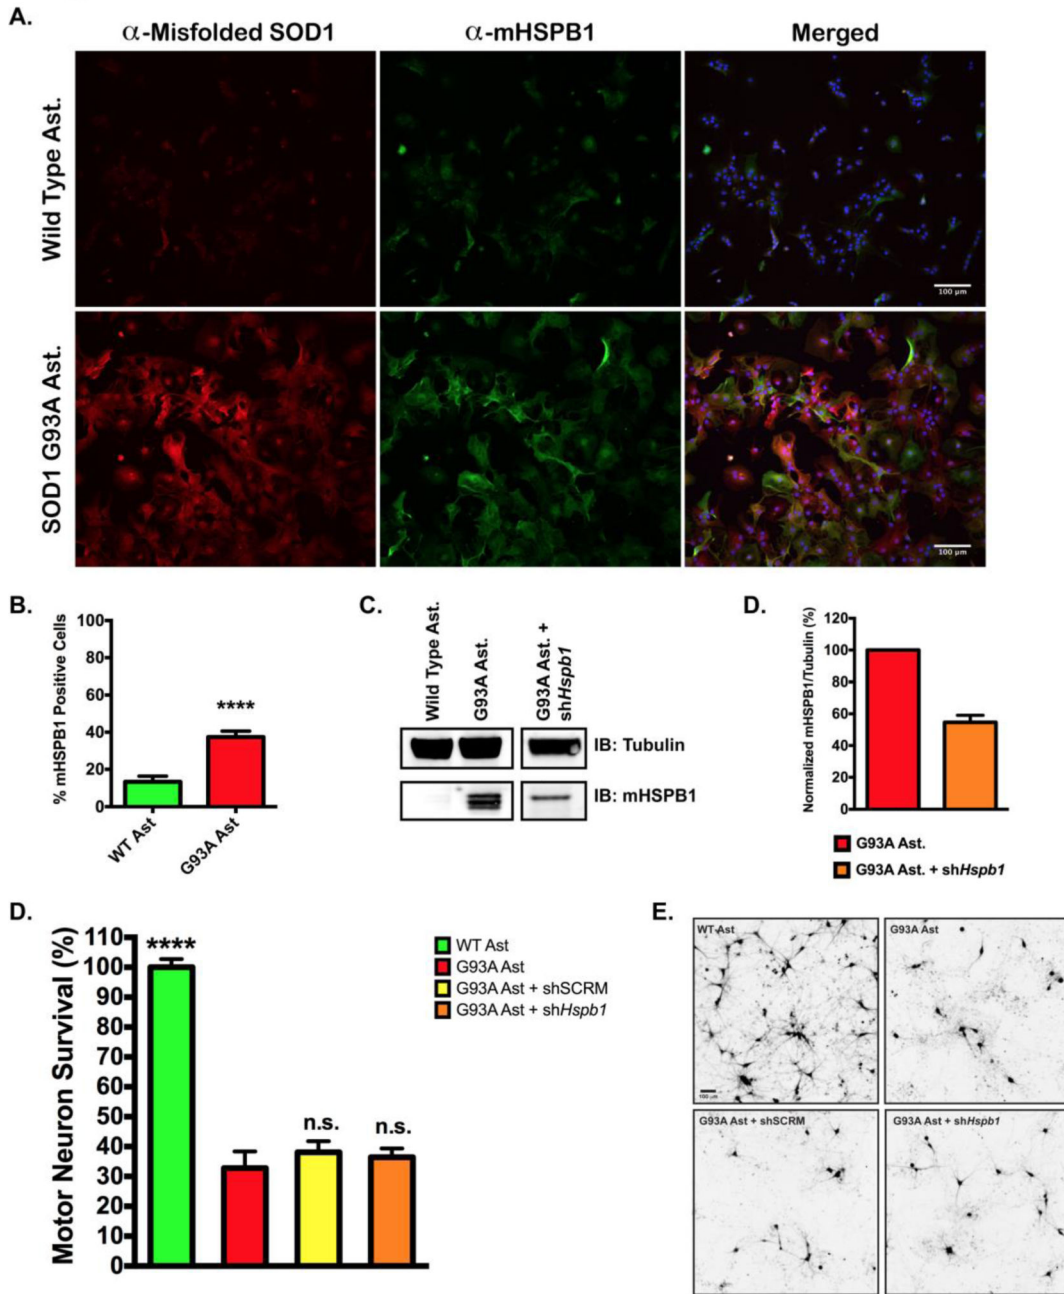 A.
α-Misfolded SOD1
α-mHSPB1
Merged
Wild Type Ast.
100 µm
SOD1 G93A Ast.
100 µm
B.
% mHSPB1 Positive Cells
100
80
60
40
20
0
****
WT Ast
G93A Ast
C.
Wild Type Ast.
G93A Ast.
G93A Ast. +
shHspb1
IB: Tubulin
IB: mHSPB1
D.
Normalized mHSPB1/Tubulin (%)
120
100
80
60
40
20
0
G93A Ast.
G93A Ast. + shHspb1
D.
Motor Neuron Survival (%)
110
100
90
80
70
60
50
40
30
20
10
0
****
n.s.
n.s.
WT Ast
G93A Ast
G93A Ast + shSCRM
G93A Ast + shHspb1
E.
WT Ast
100 µm
G93A Ast
G93A Ast + shSCRM
G93A Ast + shHspb1